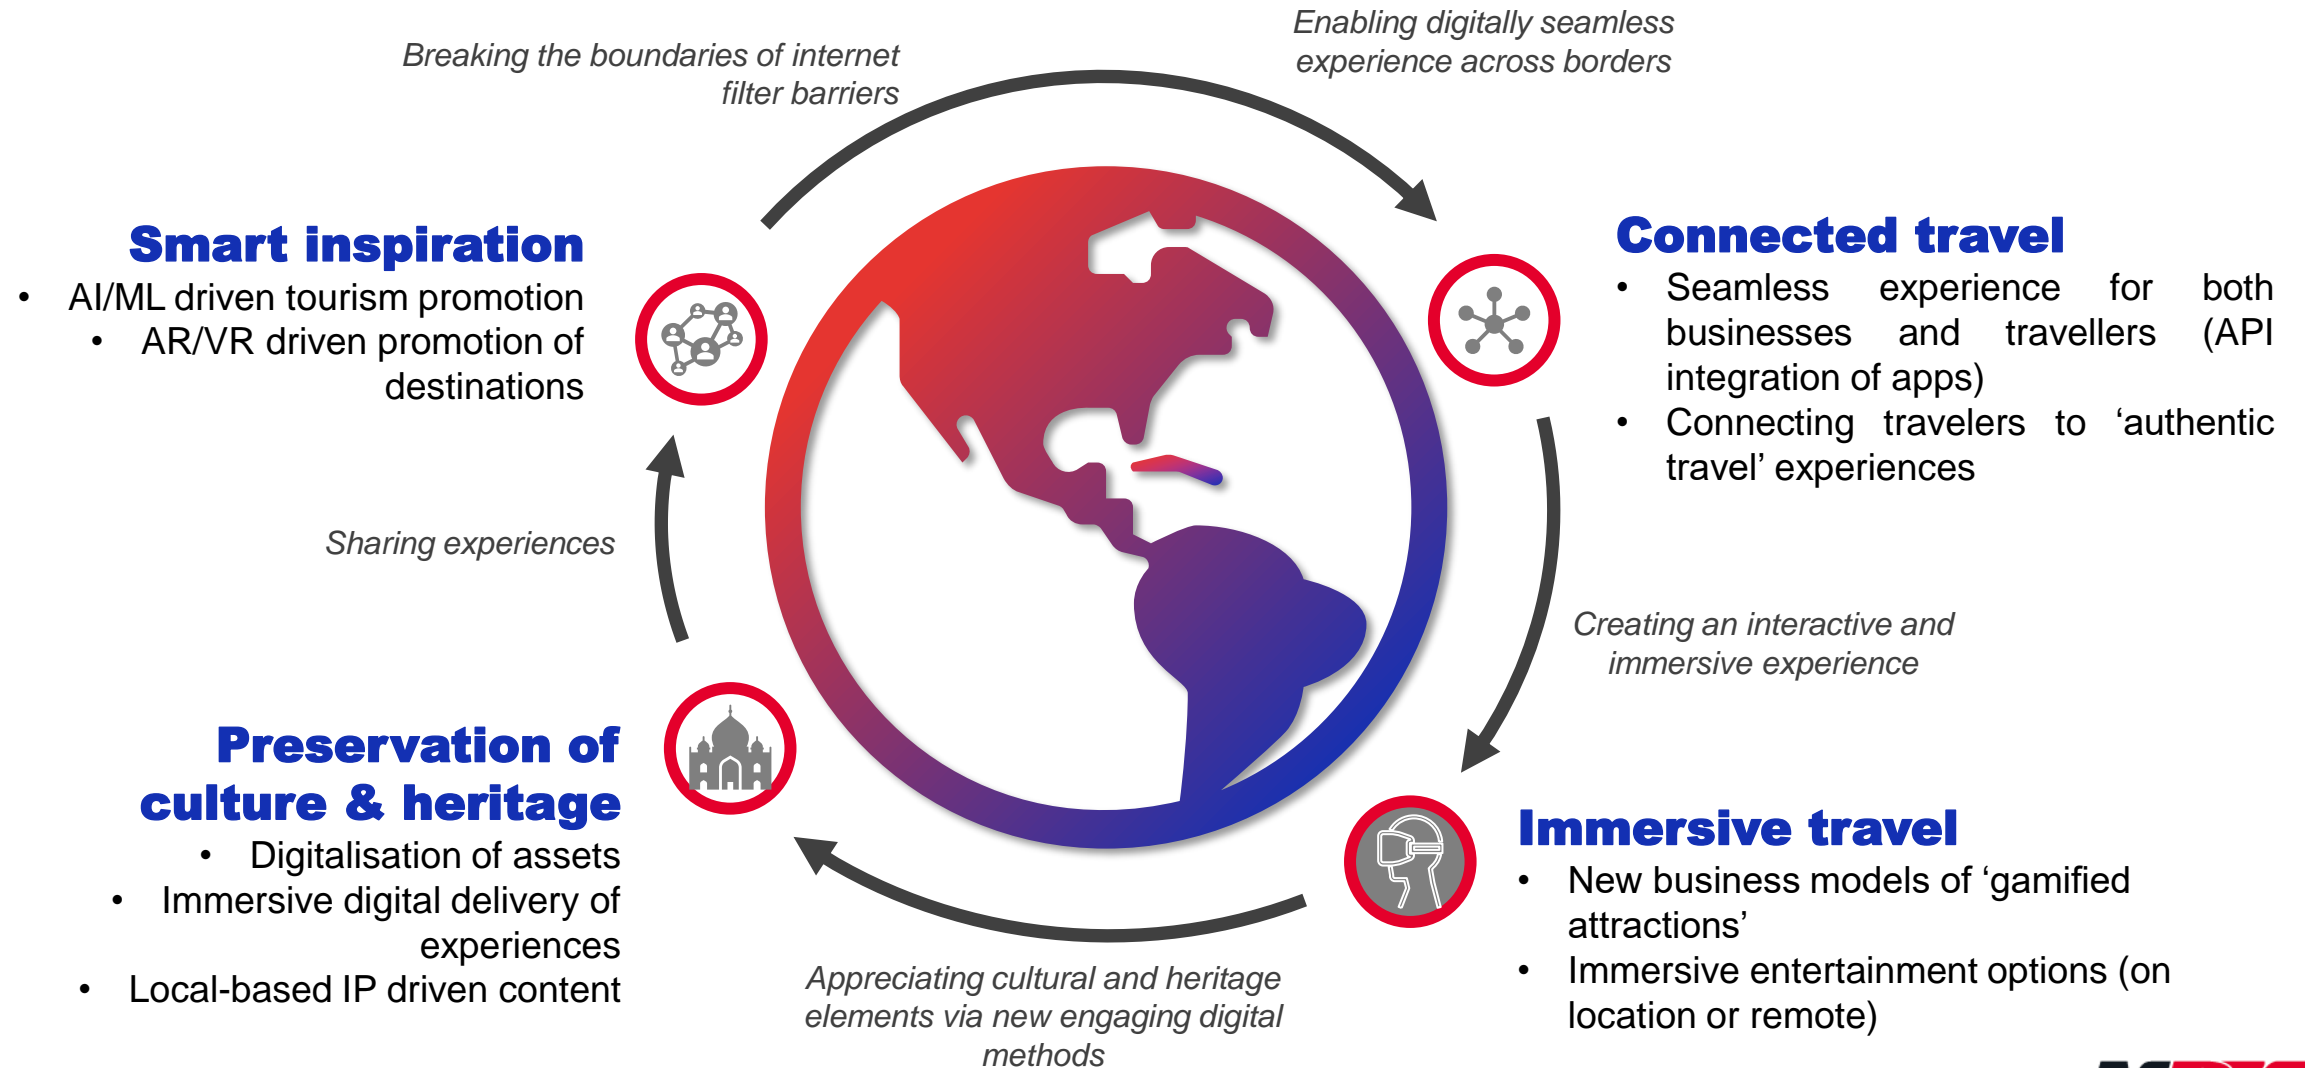 Breaking the boundaries of internet
filter barriers
Enabling digitally seamless
experience across borders
Smart inspiration
• AI/ML driven tourism promotion
• AR/VR driven promotion of
destinations
Connected travel
• Seamless experience for both
businesses and travellers (API
integration of apps)
• Connecting travelers to ‘authentic
travel’ experiences
Sharing experiences
Creating an interactive and
immersive experience
Preservation of
culture & heritage
• Digitalisation of assets
• Immersive digital delivery of
experiences
• Local-based IP driven content
Immersive travel
• New business models of ‘gamified
attractions’
• Immersive entertainment options (on
location or remote)
Appreciating cultural and heritage
elements via new engaging digital
methods